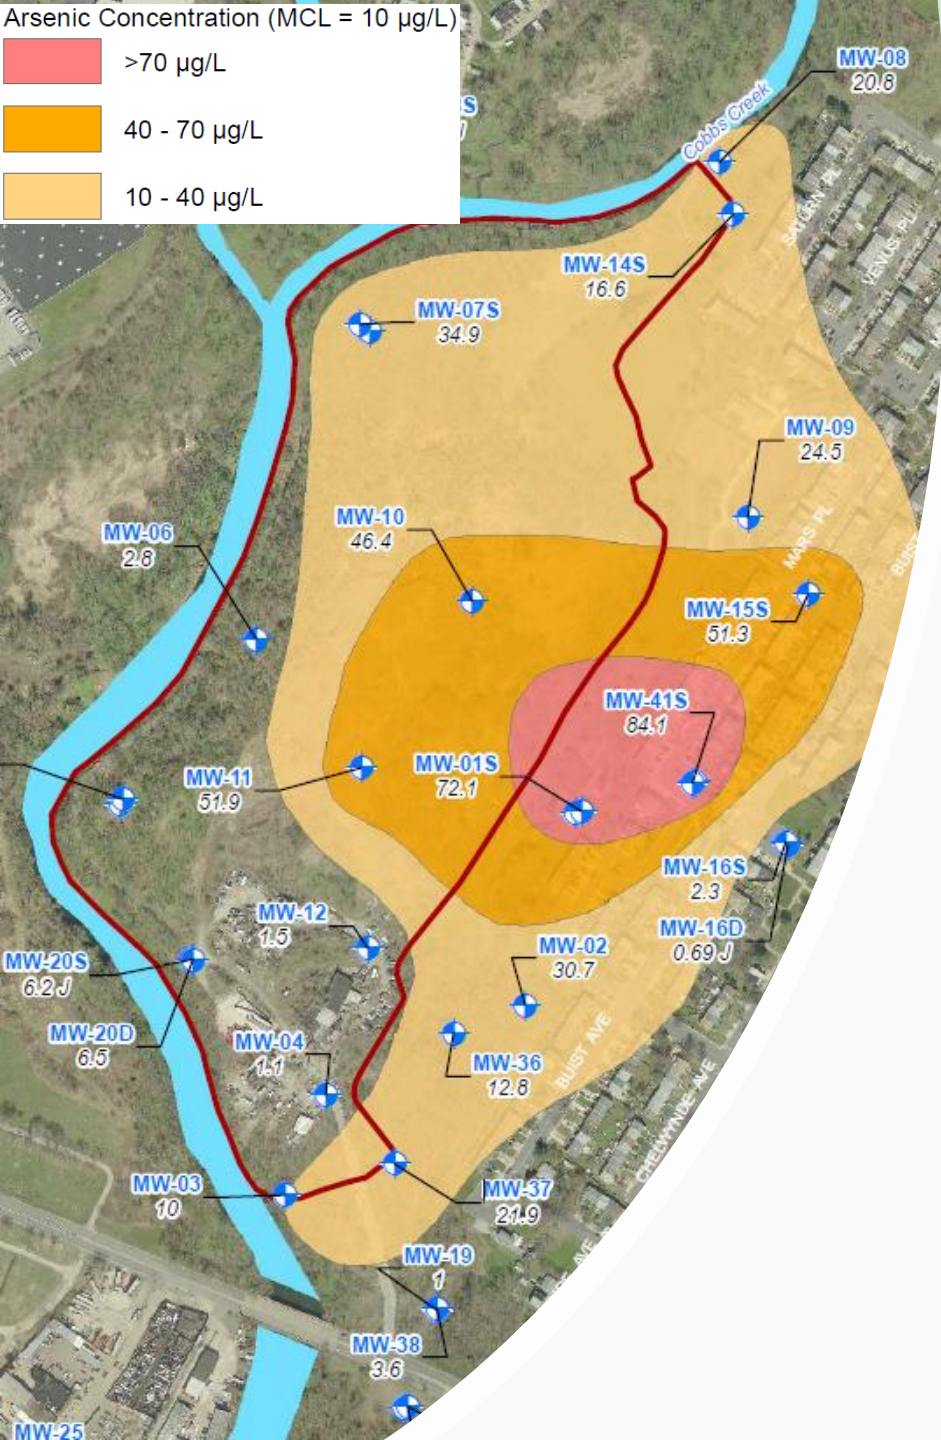 Arsenic Concentration (MCL = 10 µg/L)
>70 µg/L
40 - 70 µg/L
10 - 40 µg/L
MW-08
20.8
Cobbs Creek
SATURN PL
VENUS PL
MW-14S
16.6
MW-07S
34.9
MW-09
24.5
MW-10
46.4
MARS PL
BUIST
MW-06
2.8
MW-15S
51.3
MW-41S
84.1
MW-01S
72.1
MW-11
51.9
MW-16S
2.3
MW-12
1.5
MW-16D
0.69 J
MW-02
30.7
MW-20S
6.2 J
MW-20D
6.5
MW-04
1.1
MW-36
12.8
BUIST AVE
CHELWYNDE AVE
MW-03
10
MW-37
21.9
AVE
MW-19
1
MW-38
3.6
MW-25